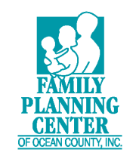 FAMILY
PLANNING
CENTER
OF OCEAN COUNTY, INC.